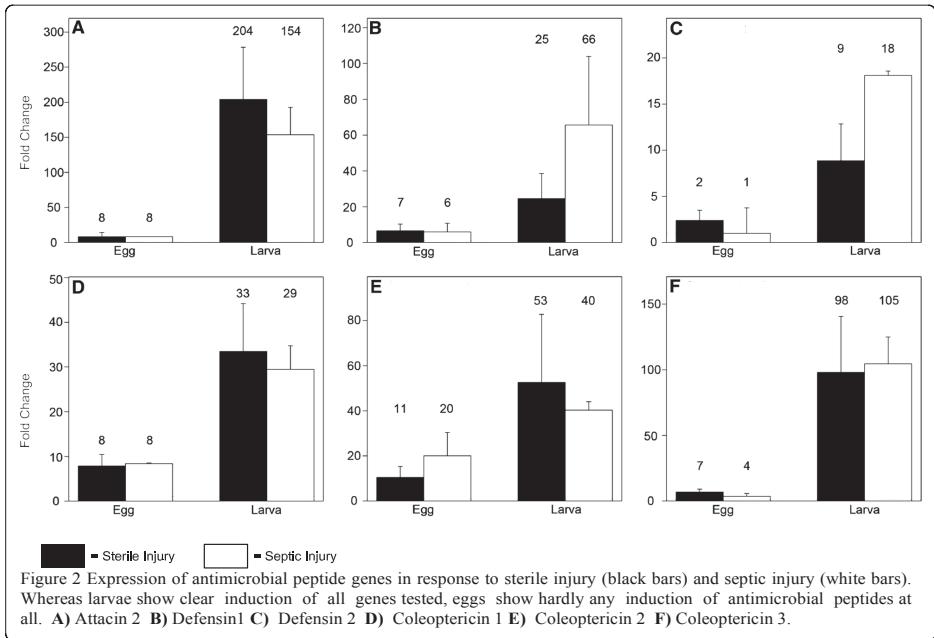 A
B
C
300
250
200
150
100
50
0
Fold Change
204 154
8 8
Egg Larva
120
100
80
60
40
20
0
25 66
7 6
Egg Larva
20
15
10
5
0
9 18
2 1
Egg Larva
D
E
F
50
40
30
20
10
0
Fold Change
33 29
8 8
Egg Larva
80
60
40
20
0
53 40
11 20
Egg Larva
150
100
50
0
98 105
7 4
Egg Larva
= Sterile Injury = Septic Injury
Figure 2 Expression of antimicrobial peptide genes in response to sterile injury (black bars) and septic injury (white bars).
Whereas larvae show clear induction of all genes tested, eggs show hardly any induction of antimicrobial peptides at
all. A) Attacin 2 B) Defensin1 C) Defensin 2 D) Coleoptericin 1 E) Coleoptericin 2 F) Coleoptericin 3.